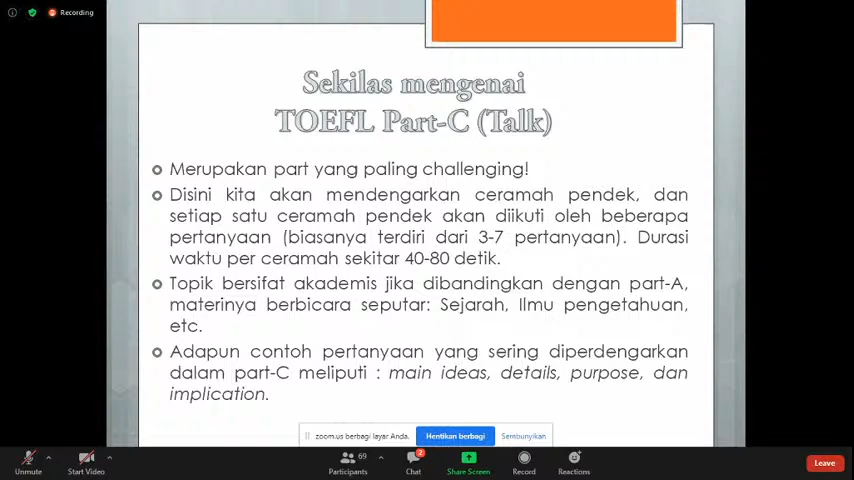 Recording
Sekilas mengenai
TOEFL Part-C (Talk)
Merupakan part yang paling challenging!
Disini kita akan mendengarkan ceramah pendek, dan
setiap satu ceramah pendek akan diikuti oleh beberapa
pertanyaan (biasanya terdiri dari 3-7 pertanyaan). Durasi
waktu per ceramah sekitar 40-80 detik.
Topik bersifat akademis jika dibandingkan dengan part-A,
materinya berbicara seputar: Sejarah, Ilmu pengetahuan,
etc.
Adapun contoh pertanyaan yang sering diperdengarkan
dalam part-C meliputi : main ideas, details, purpose, dan
implication.
zoom.us berbagi layar Anda. Hentikan berbagi Sembunyikan
69 2
Unmute Start Video Participants Chat Share Screen Record Reactions Leave